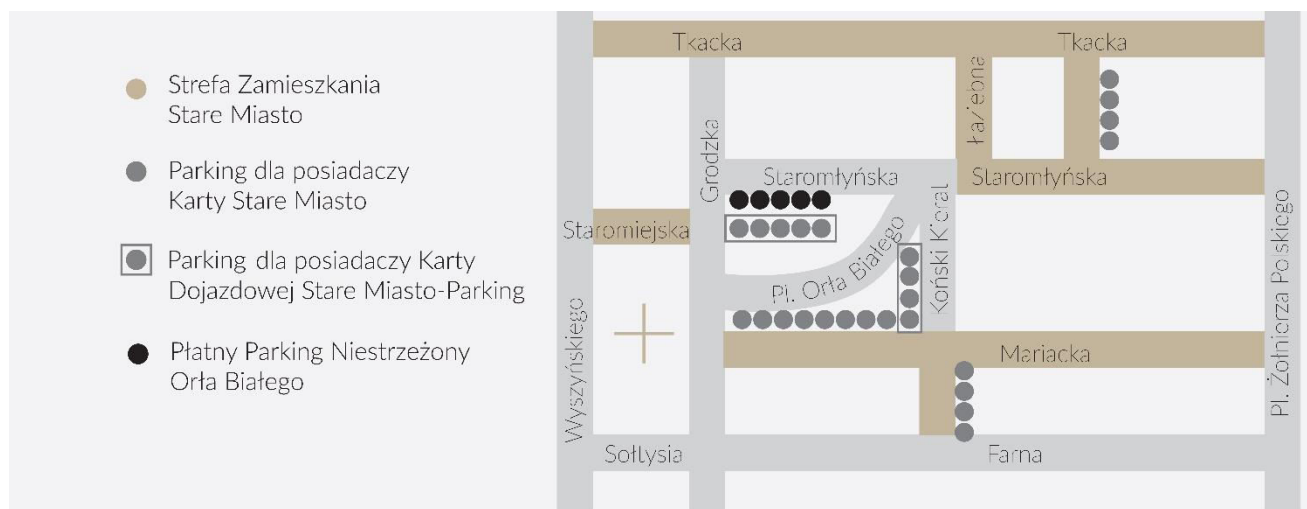 Strefa Zamieszkania
Stare Miasto
Parking dla posiadaczy
Karty Stare Miasto
Parking dla posiadaczy Karty
Dojazdowej Stare Miasto-Parking
Płatny Parking Niestrzeżony
Orła Białego
Tkacka
Tkacka
Łaziebna
Grodzka
Staromłyńska
Staromłyńska
Staromiejska
Pl. Orła Białego
Koński Kierat
Wyszyńskiego
Pl. Żołnierza Polskiego
Mariacka
Sołtysia
Farna